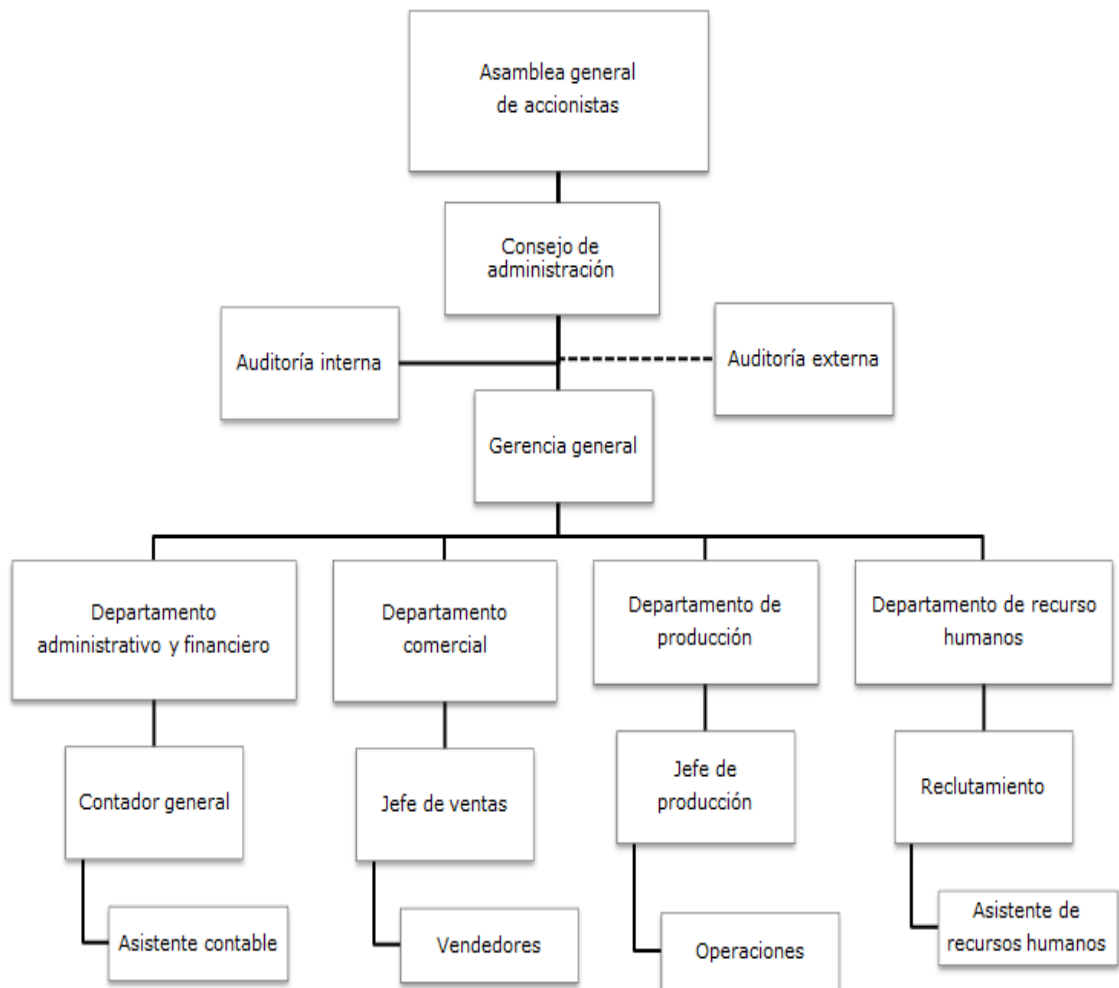 Asamblea general
de accionistas
Consejo de
administración
Auditoría interna
Auditoría externa
Gerencia general
Departamento
administrativo y financiero
Departamento
comercial
Departamento de
producción
Departamento de recurso
humanos
Contador general
Jefe de ventas
Jefe de
producción
Reclutamiento
Asistente contable
Vendedores
Operaciones
Asistente de
recursos humanos